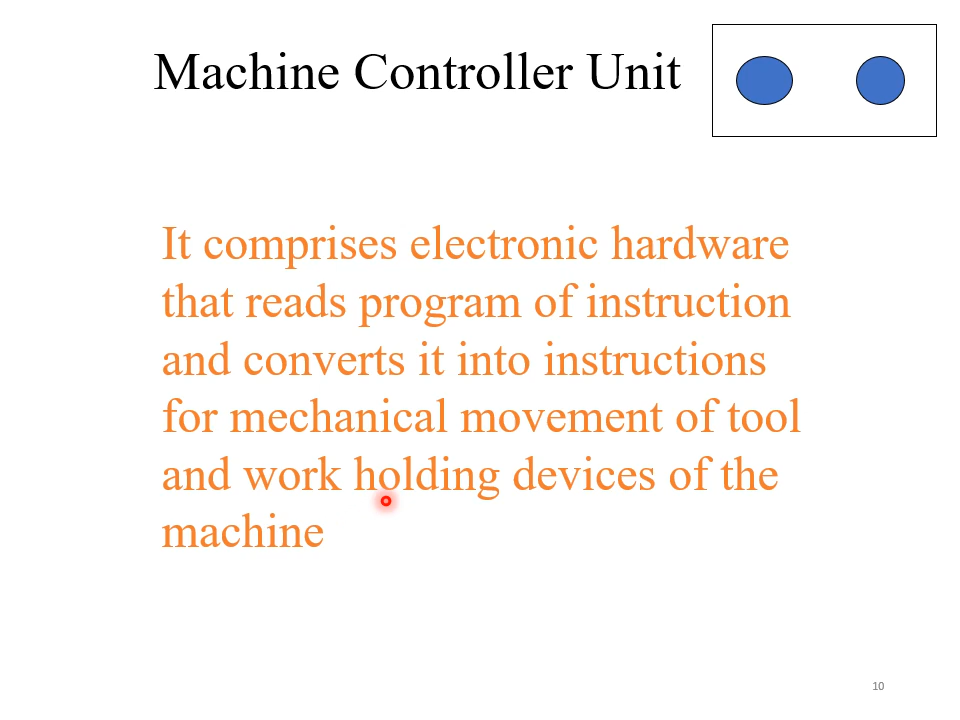 Machine Controller Unit
It comprises electronic hardware
that reads program of instruction
and converts it into instructions
for mechanical movement of tool
and work holding devices of the
machine
10